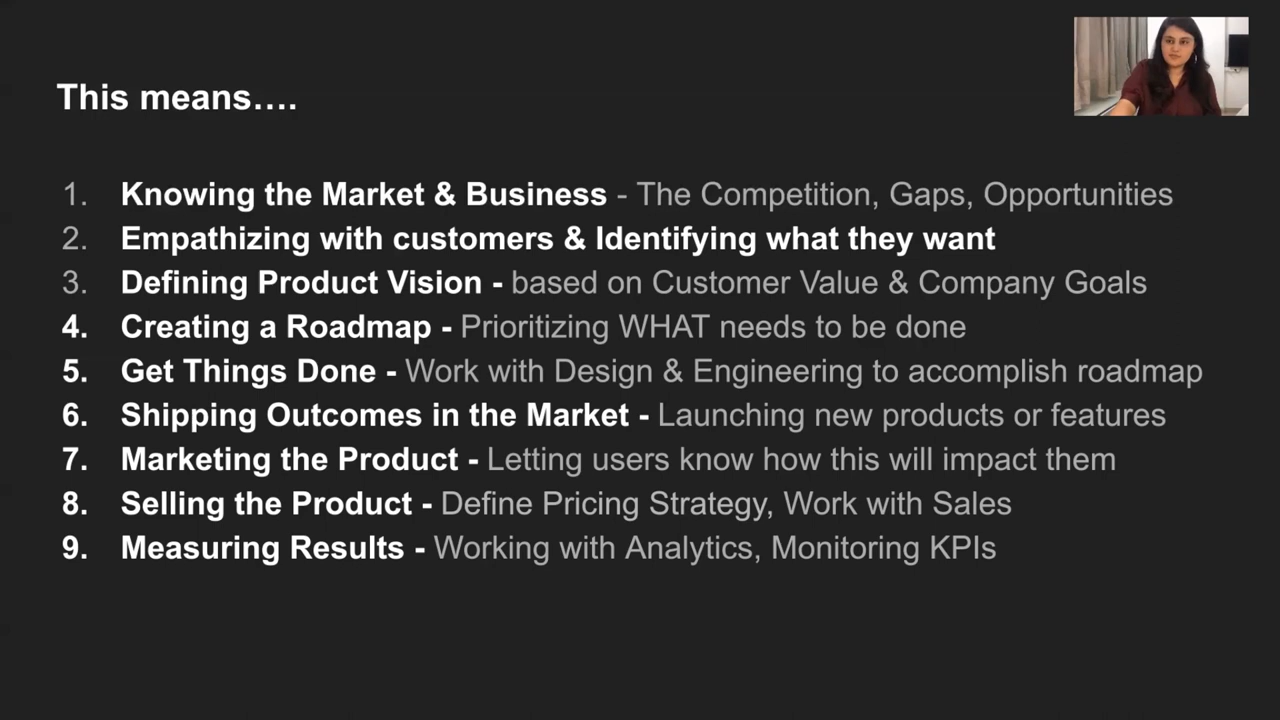 This means....
1. Knowing the Market & Business - The Competition, Gaps, Opportunities
2. Empathizing with customers & Identifying what they want
3. Defining Product Vision - based on Customer Value & Company Goals
4. Creating a Roadmap - Prioritizing WHAT needs to be done
5. Get Things Done - Work with Design & Engineering to accomplish roadmap
6. Shipping Outcomes in the Market - Launching new products or features
7. Marketing the Product - Letting users know how this will impact them
8. Selling the Product - Define Pricing Strategy, Work with Sales
9. Measuring Results - Working with Analytics, Monitoring KPIs